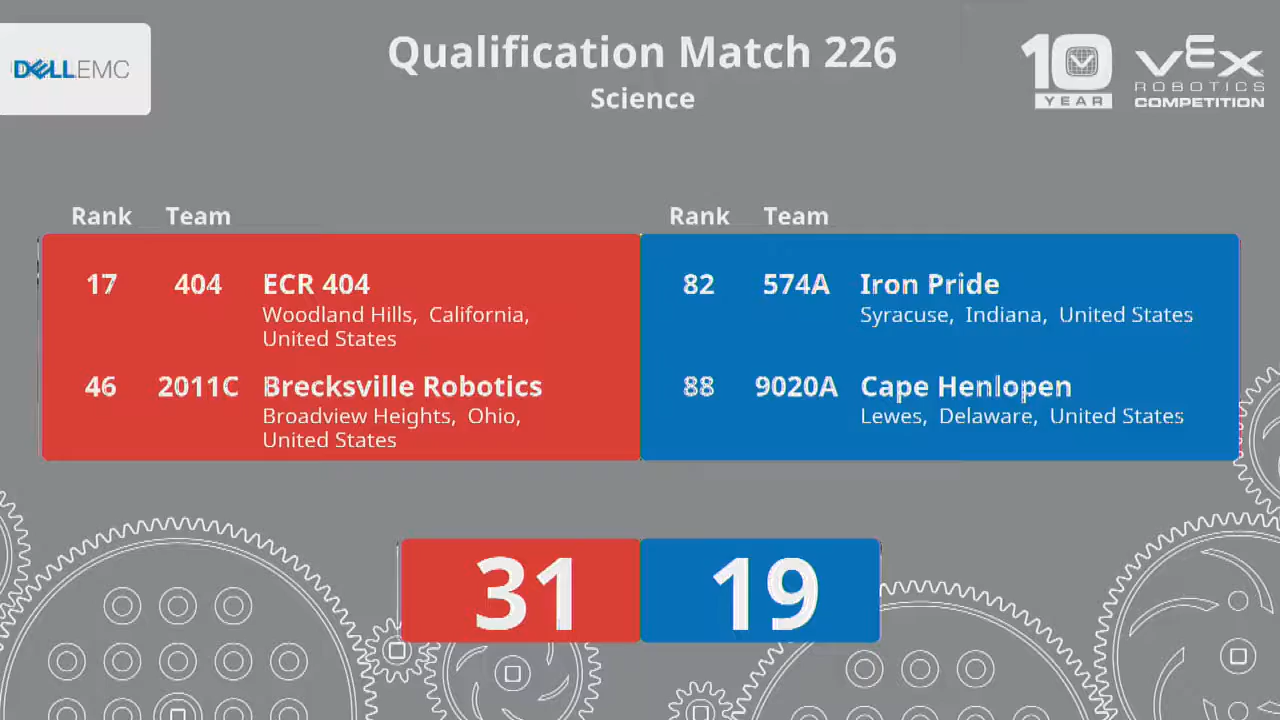 DELLEMC
Qualification Match 226
Science
10
YEAR
vEx
ROBOTICS
COMPETITION
Rank Team
Rank Team
17 404 ECR 404
Woodland Hills, California,
United States
46 2011C Brecksville Robotics
Broadview Heights, Ohio,
United States
82 574A Iron Pride
Syracuse, Indiana, United States
88 9020A Cape Henlopen
Lewes, Delaware, United States
31
19